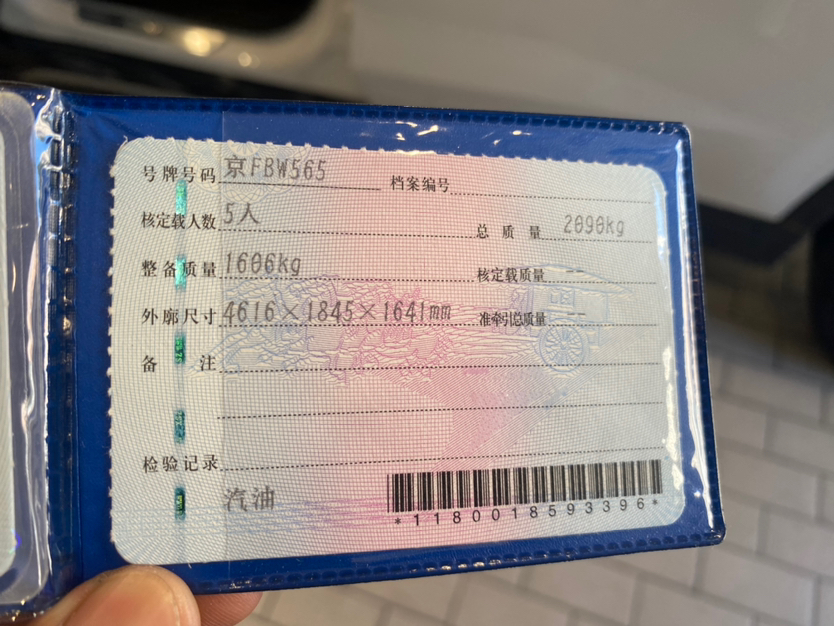 号牌号码 京FBW565 档案编号
核定载人数 5人 总质量 2090kg
整备质量 1606kg 核定载质量 --
外廓尺寸 4616×1845×1641mm 准牵引总质量 --
备注
检验记录
汽油
*1180018593396*